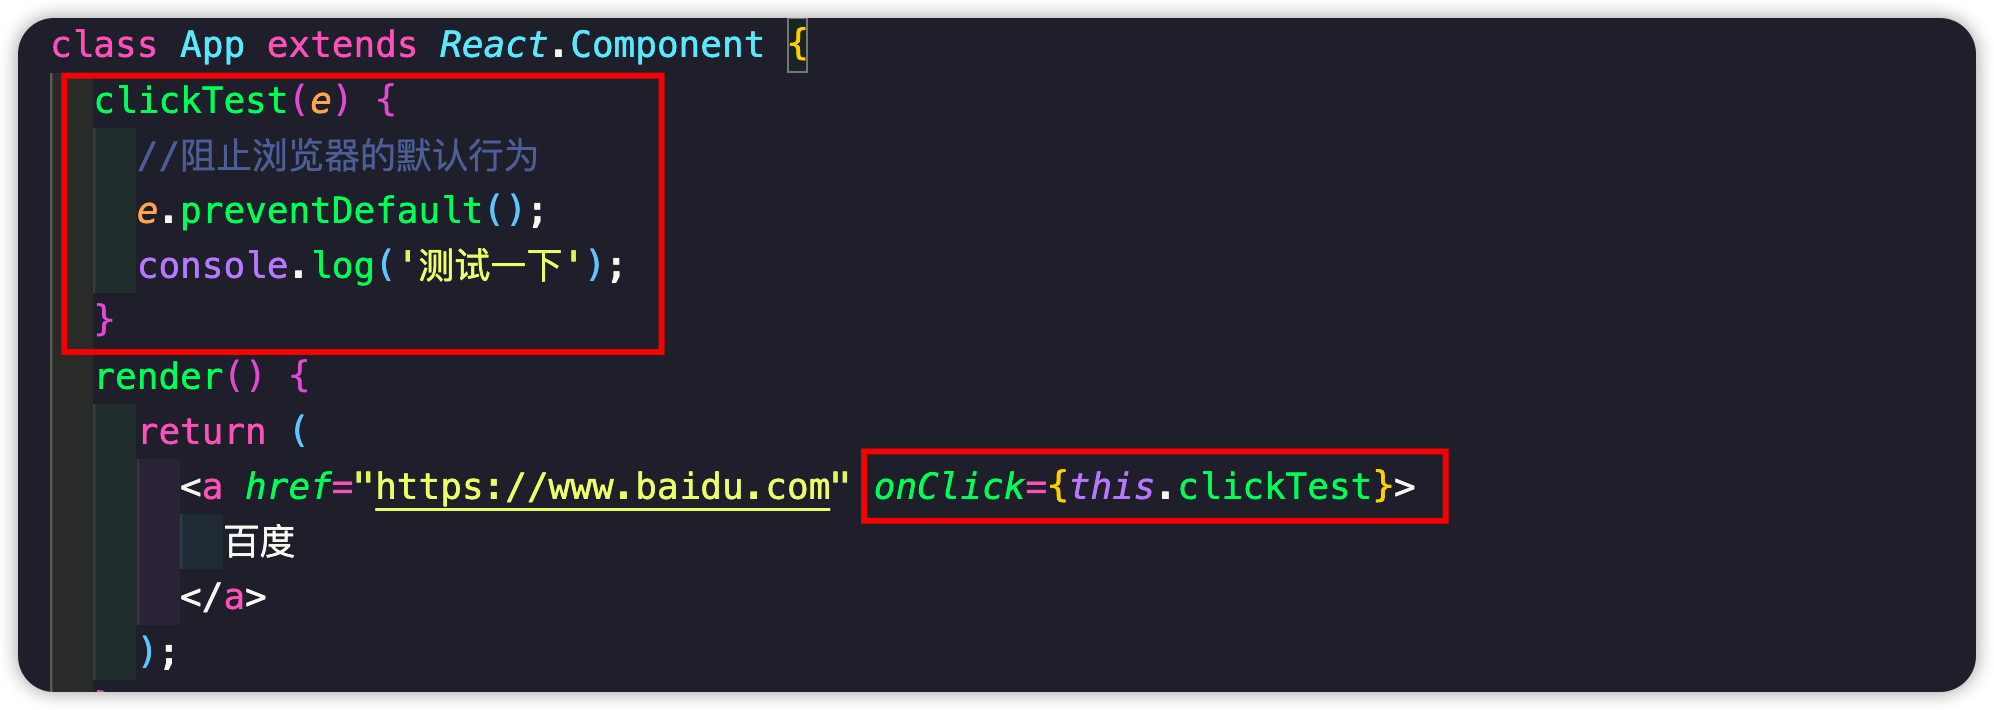 class App extends React.Component {
clickTest(e) {
//阻止浏览器的默认行为
e.preventDefault();
console.log('测试一下');
}
render() {
return (
<a href="https://www.baidu.com" onClick={this.clickTest}>
百度
</a>
);